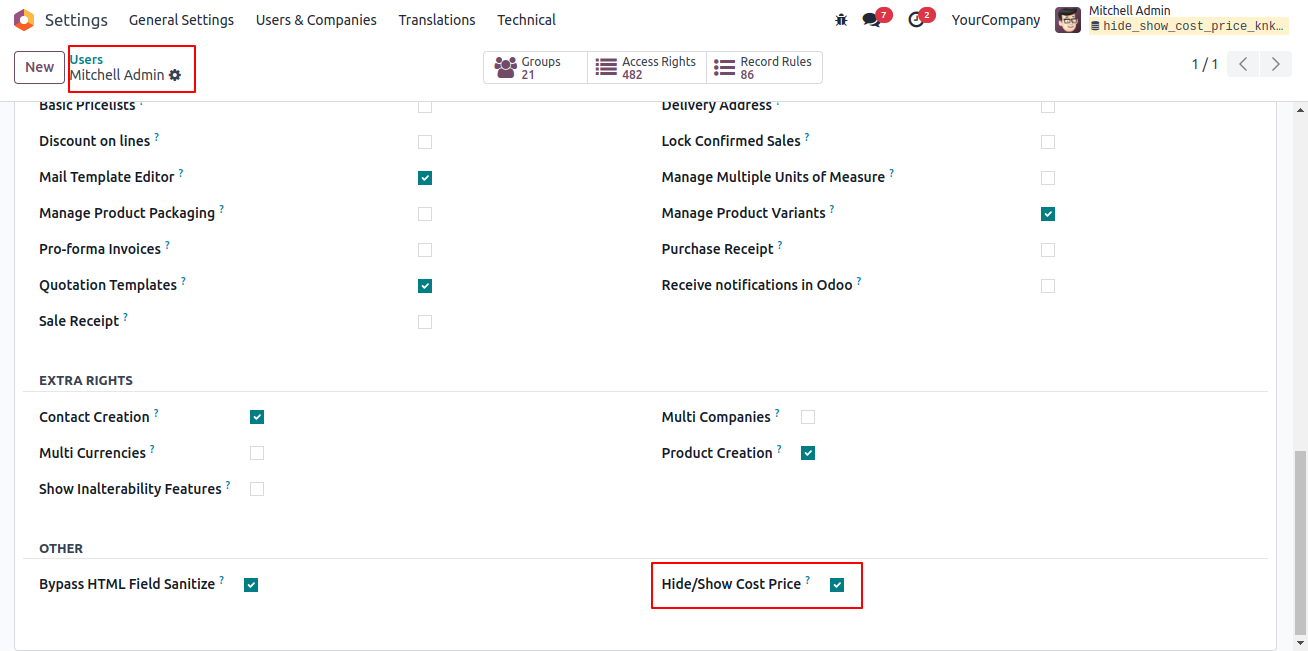 Settings General Settings Users & Companies Translations Technical 7 2 YourCompany Mitchell Admin
hide_show_cost_price_knk...
New Users Mitchell Admin Groups 21 Access Rights 482 Record Rules 86 1 / 1
Basic Pricelists ? Delivery Address ?
Discount on lines ? Lock Confirmed Sales ?
Mail Template Editor ? Manage Multiple Units of Measure ?
Manage Product Packaging ? Manage Product Variants ?
Pro-forma Invoices ? Purchase Receipt ?
Quotation Templates ? Receive notifications in Odoo ?
Sale Receipt ?
EXTRA RIGHTS
Contact Creation ? Multi Companies ?
Multi Currencies ? Product Creation ?
Show Inalterability Features ?
OTHER
Bypass HTML Field Sanitize ? Hide/Show Cost Price ?